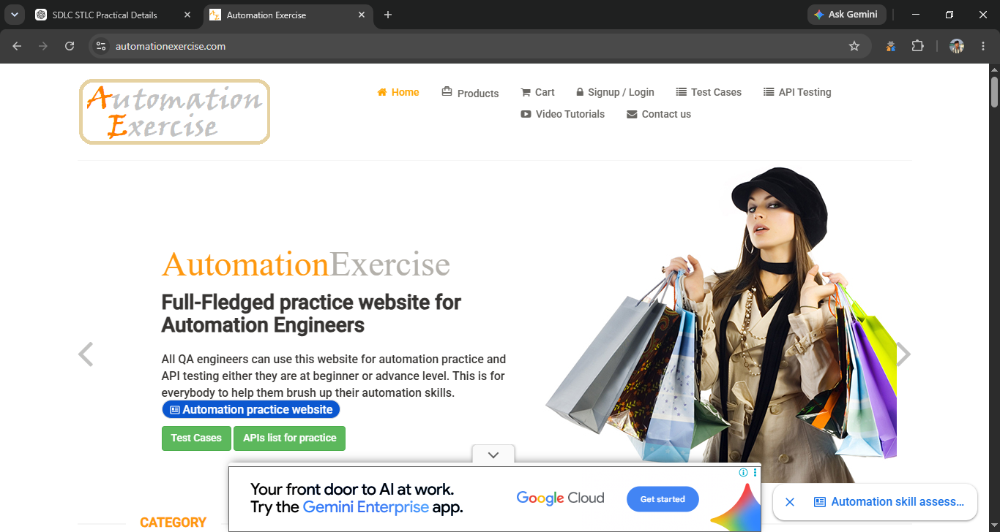 SDLC STLC Practical Details
Automation Exercise
Ask Gemini
automationexercise.com
Automation
Exercise
Home
Products
Cart
Signup / Login
Test Cases
API Testing
Video Tutorials
Contact us
AutomationExercise
Full-Fledged practice website for
Automation Engineers
All QA engineers can use this website for automation practice and
API testing either they are at beginner or advance level. This is for
everybody to help them brush up their automation skills.
Automation practice website
Test Cases
APIs list for practice
Your front door to AI at work.
Try the Gemini Enterprise app.
Google Cloud
Get started
Automation skill assess...
CATEGORY